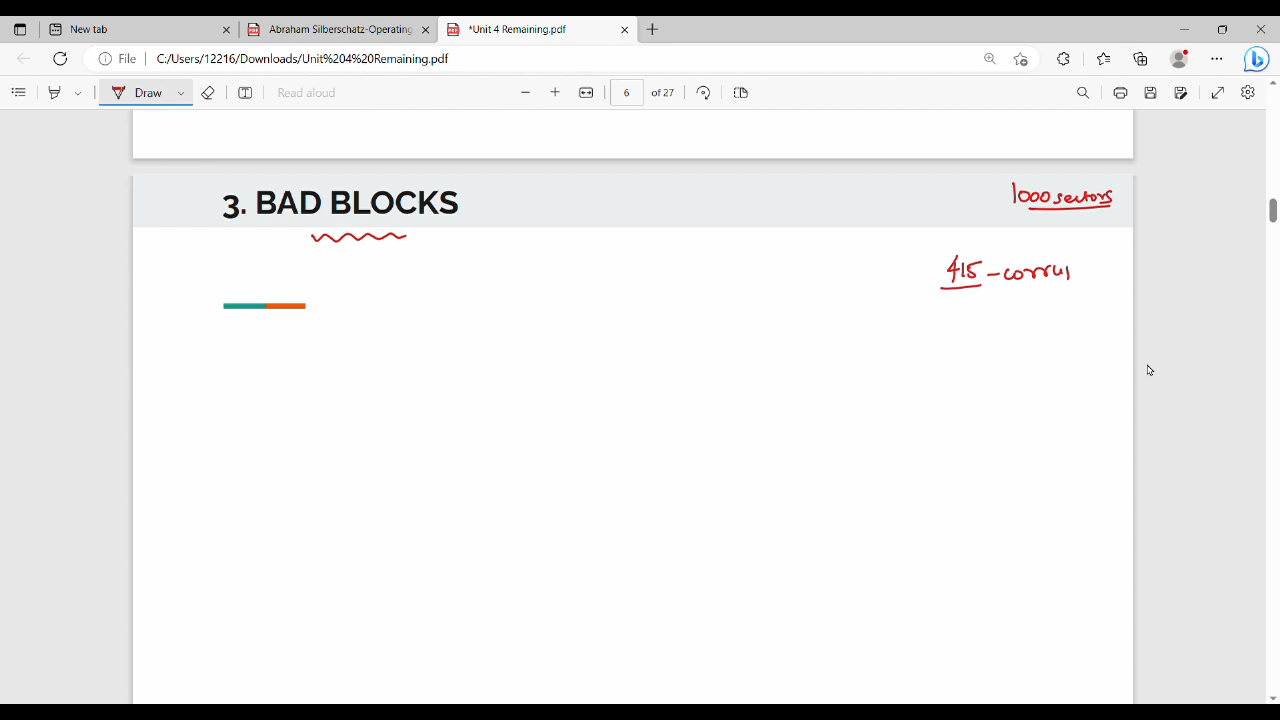 New tab
Abraham Silberschatz-Operating
*Unit 4 Remaining.pdf
File
C:/Users/12216/Downloads/Unit%204%20Remaining.pdf
Draw
Read aloud
6
of 27
3. BAD BLOCKS
1000 sectors
415 - corru